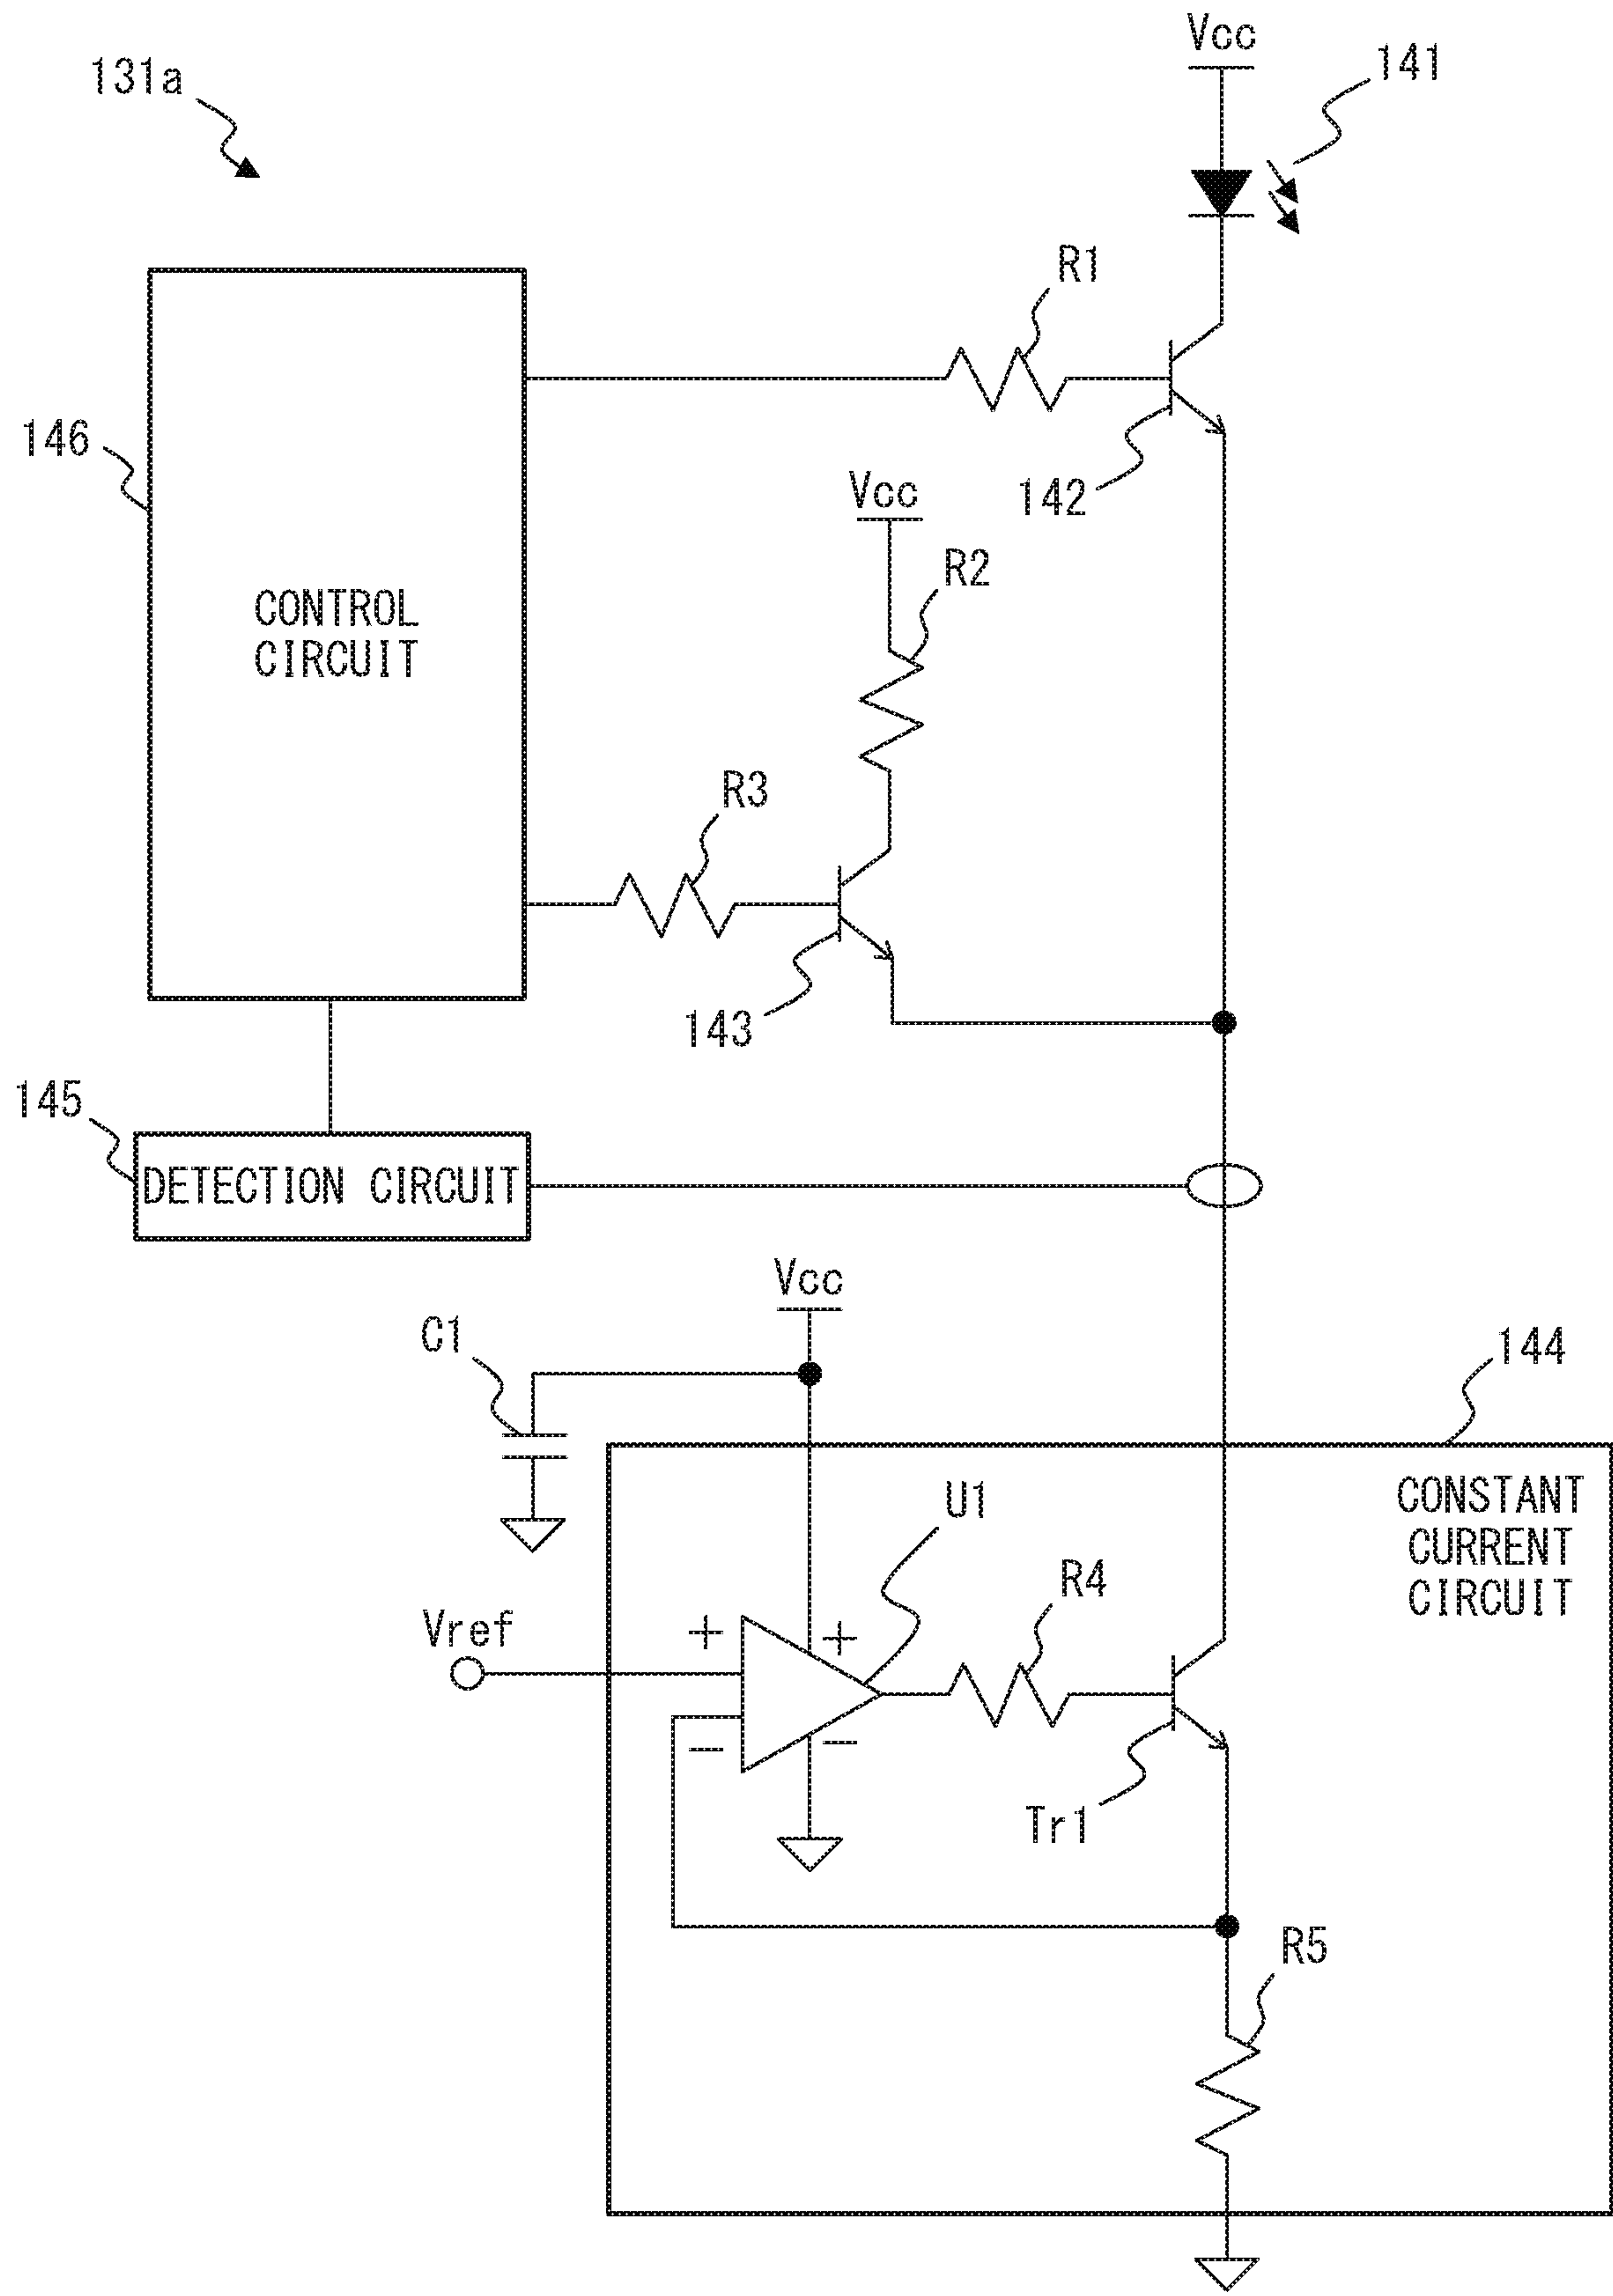 131a
Vcc
141
R1
146
142
Vcc
R2
CONTROL
CIRCUIT
R3
143
145
DETECTION CIRCUIT
Vcc
C1
144
CONSTANT
CURRENT
CIRCUIT
U1
R4
Vref
+
+
−
−
Tr1
R5